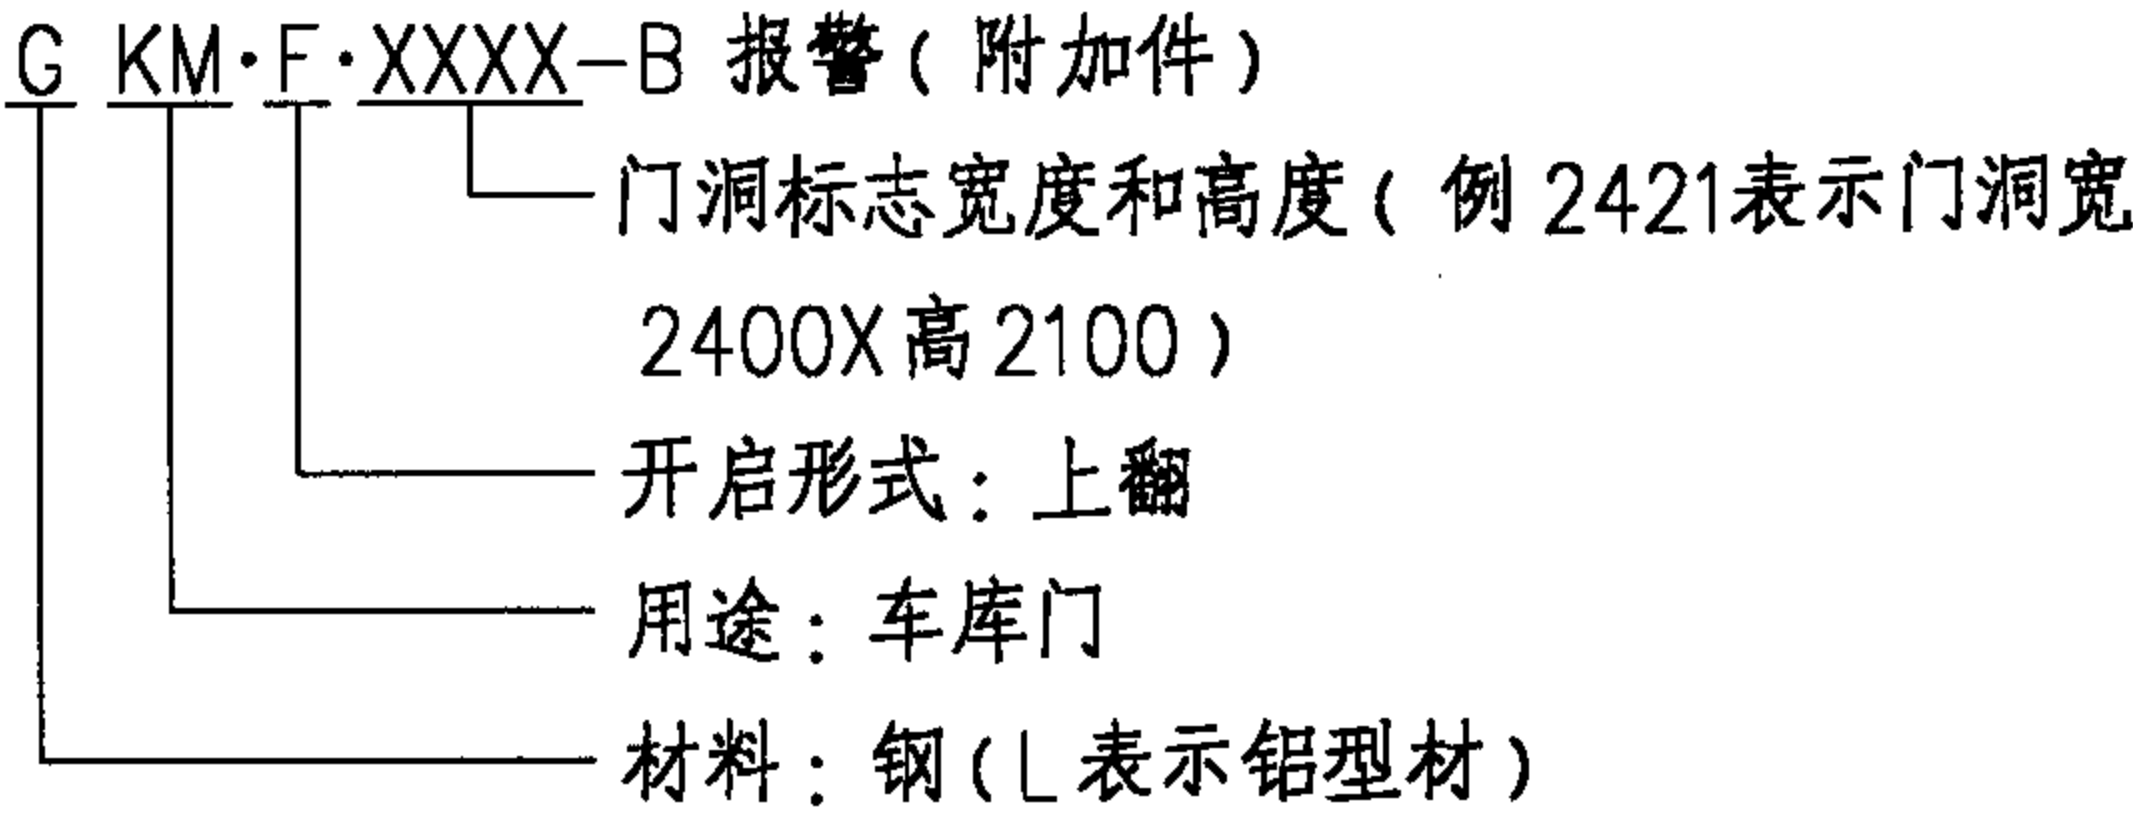 G KM·F·XXXX-B 报警(附加件)
门洞标志宽度和高度(例2421表示门洞宽
2400X高2100)
开启形式:上翻
用途:车库门
材料:钢(L表示铝型材)